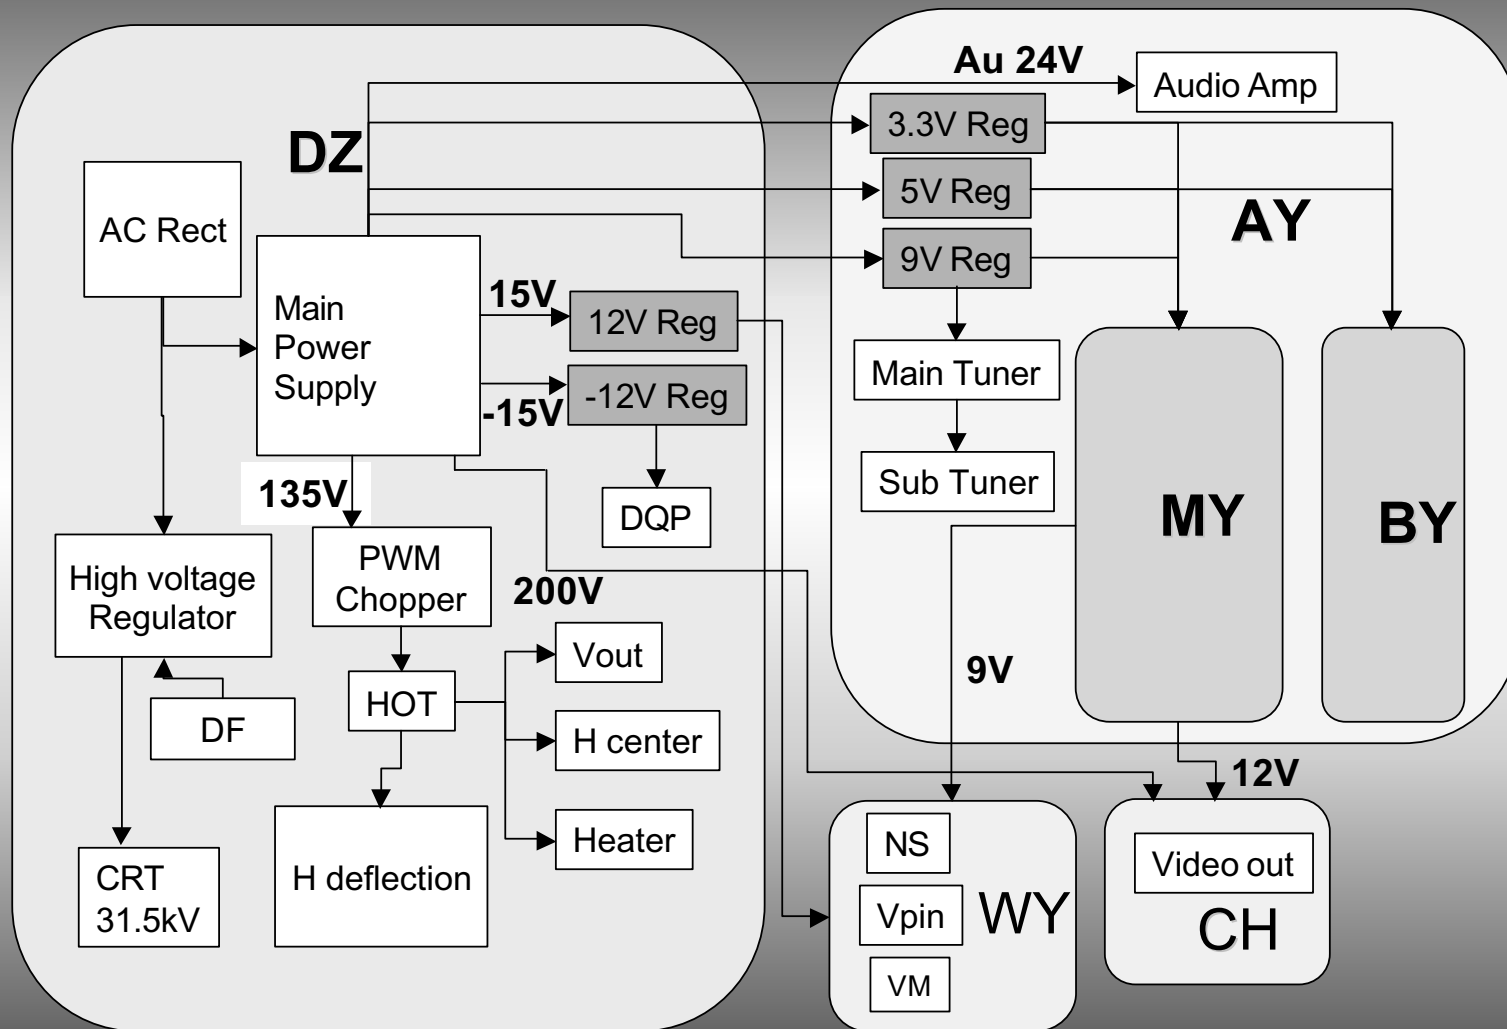 Au 24V
Audio Amp
DZ
3.3V Reg
5V Reg
AY
AC Rect
9V Reg
Main
Power
Supply
15V
12V Reg
-15V
-12V Reg
Main Tuner
Sub Tuner
135V
DQP
MY
BY
High voltage
Regulator
PWM
Chopper
200V
Vout
9V
HOT
DF
H center
12V
Heater
NS
Video out
CRT
31.5kV
H deflection
Vpin
WY
CH
VM